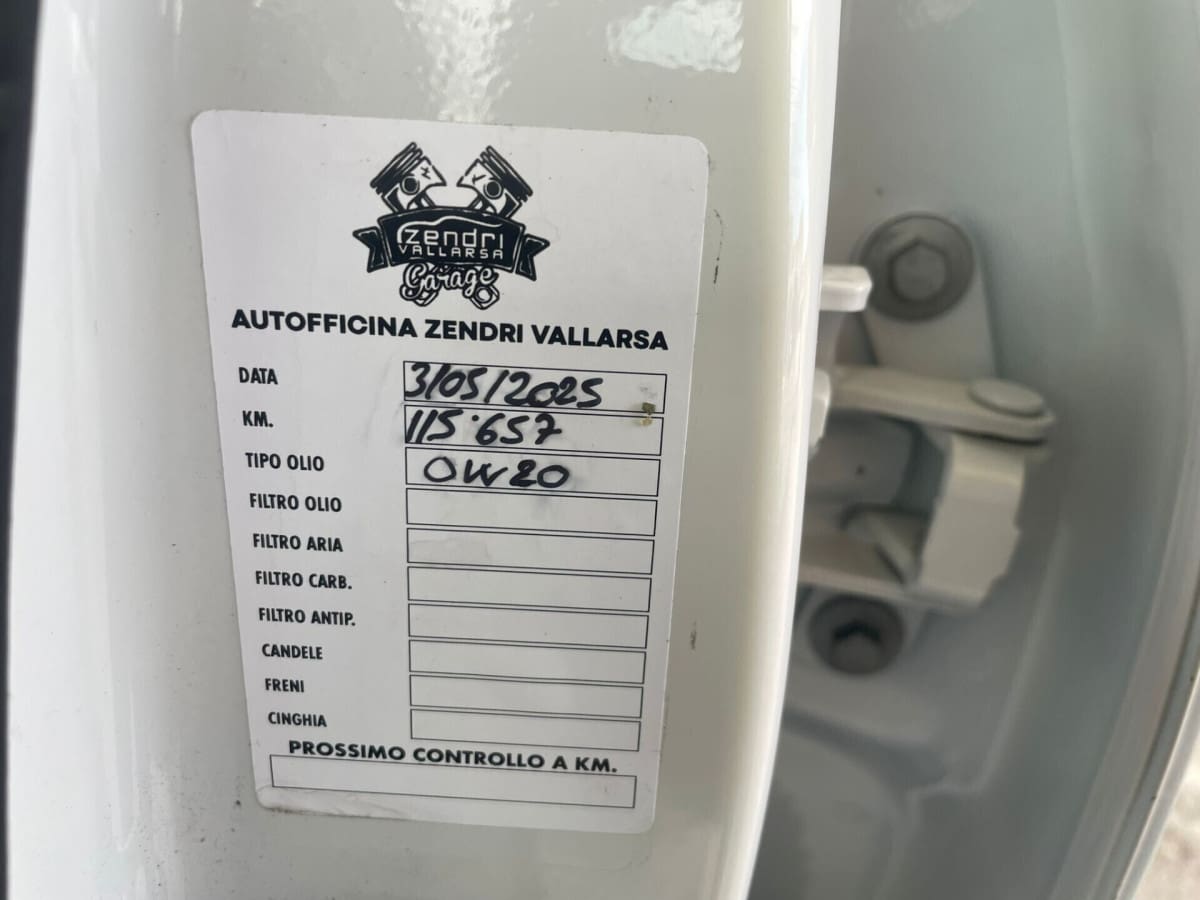 zendri
VALLARSA
Garage
AUTOFFICINA ZENDRI VALLARSA
DATA 3/05/2025
KM. 115.657
TIPO OLIO 0W20
FILTRO OLIO
FILTRO ARIA
FILTRO CARB.
FILTRO ANTIP.
CANDELE
FRENI
CINGHIA
PROSSIMO CONTROLLO A KM.